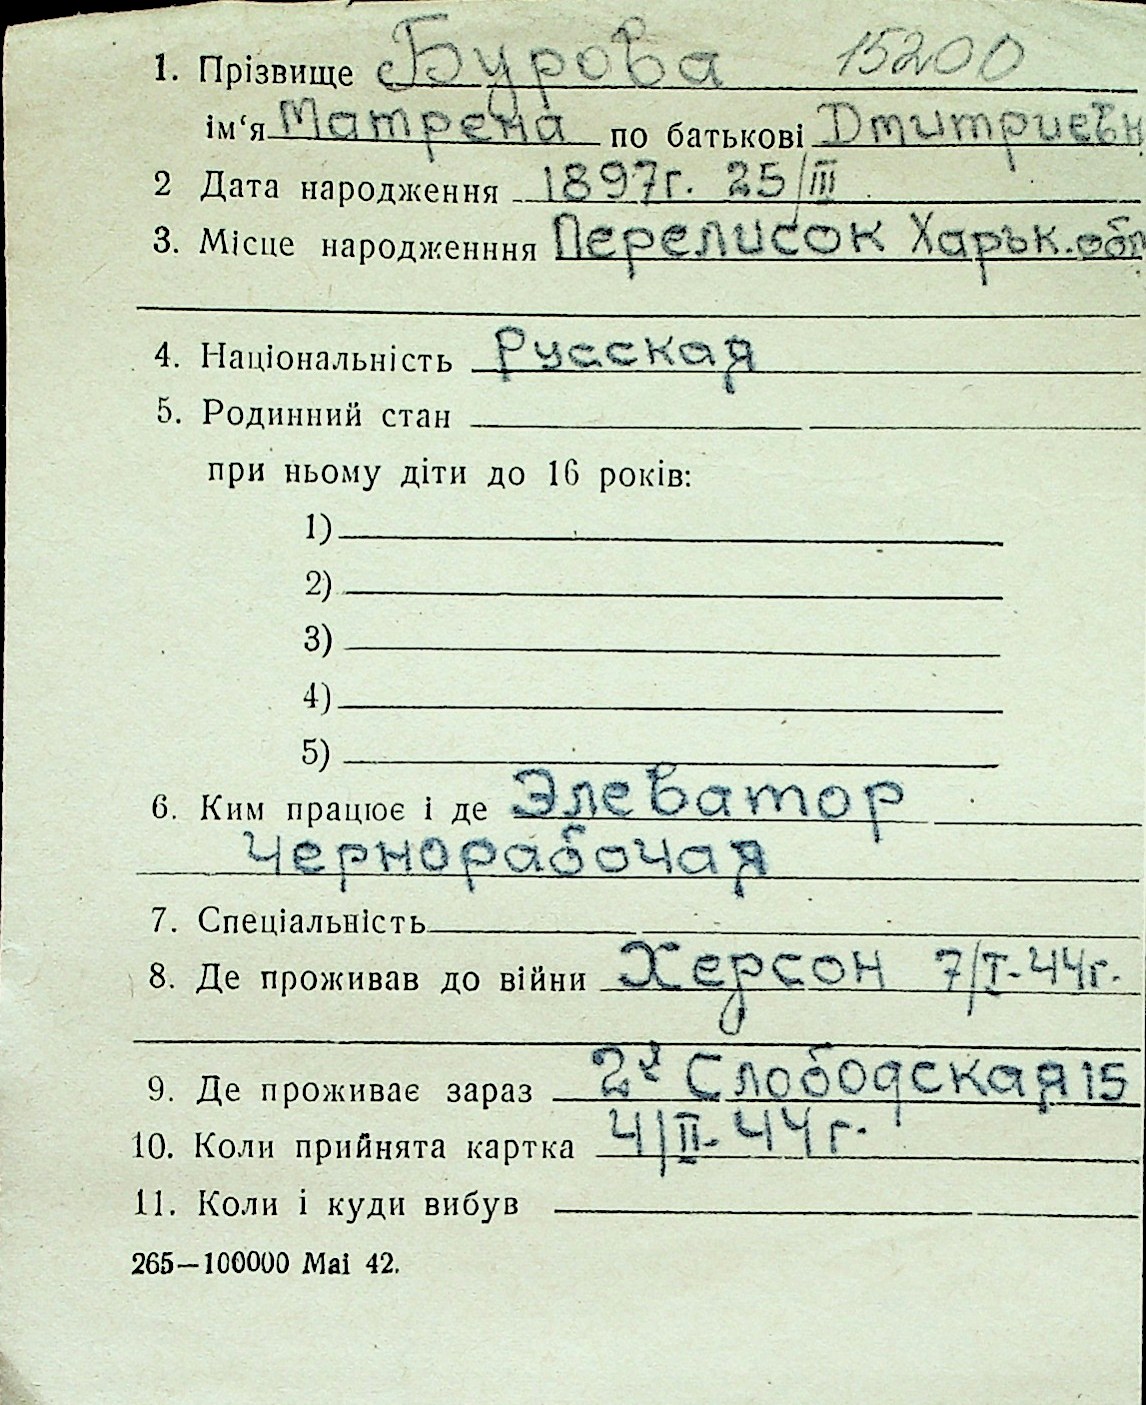 1. Прізвище Бурова 15200
ім‘я Матрена по батькові Дмитриевн
2 Дата народження 1897г. 25/III
3. Місце народженння Перелисок Харьк. обл
4. Національність Русская
5. Родинний стан
при ньому діти до 16 років:
1)
2)
3)
4)
5)
6. Ким працює і де Элеватор
Чернорабочая
7. Спеціальність
8. Де проживав до війни Херсон 7/I-44г.
9. Де проживає зараз 2я Слободская 15
10. Коли прийнята картка 4/II-44г.
11. Коли і куди вибув
265—100000 Mai 42.